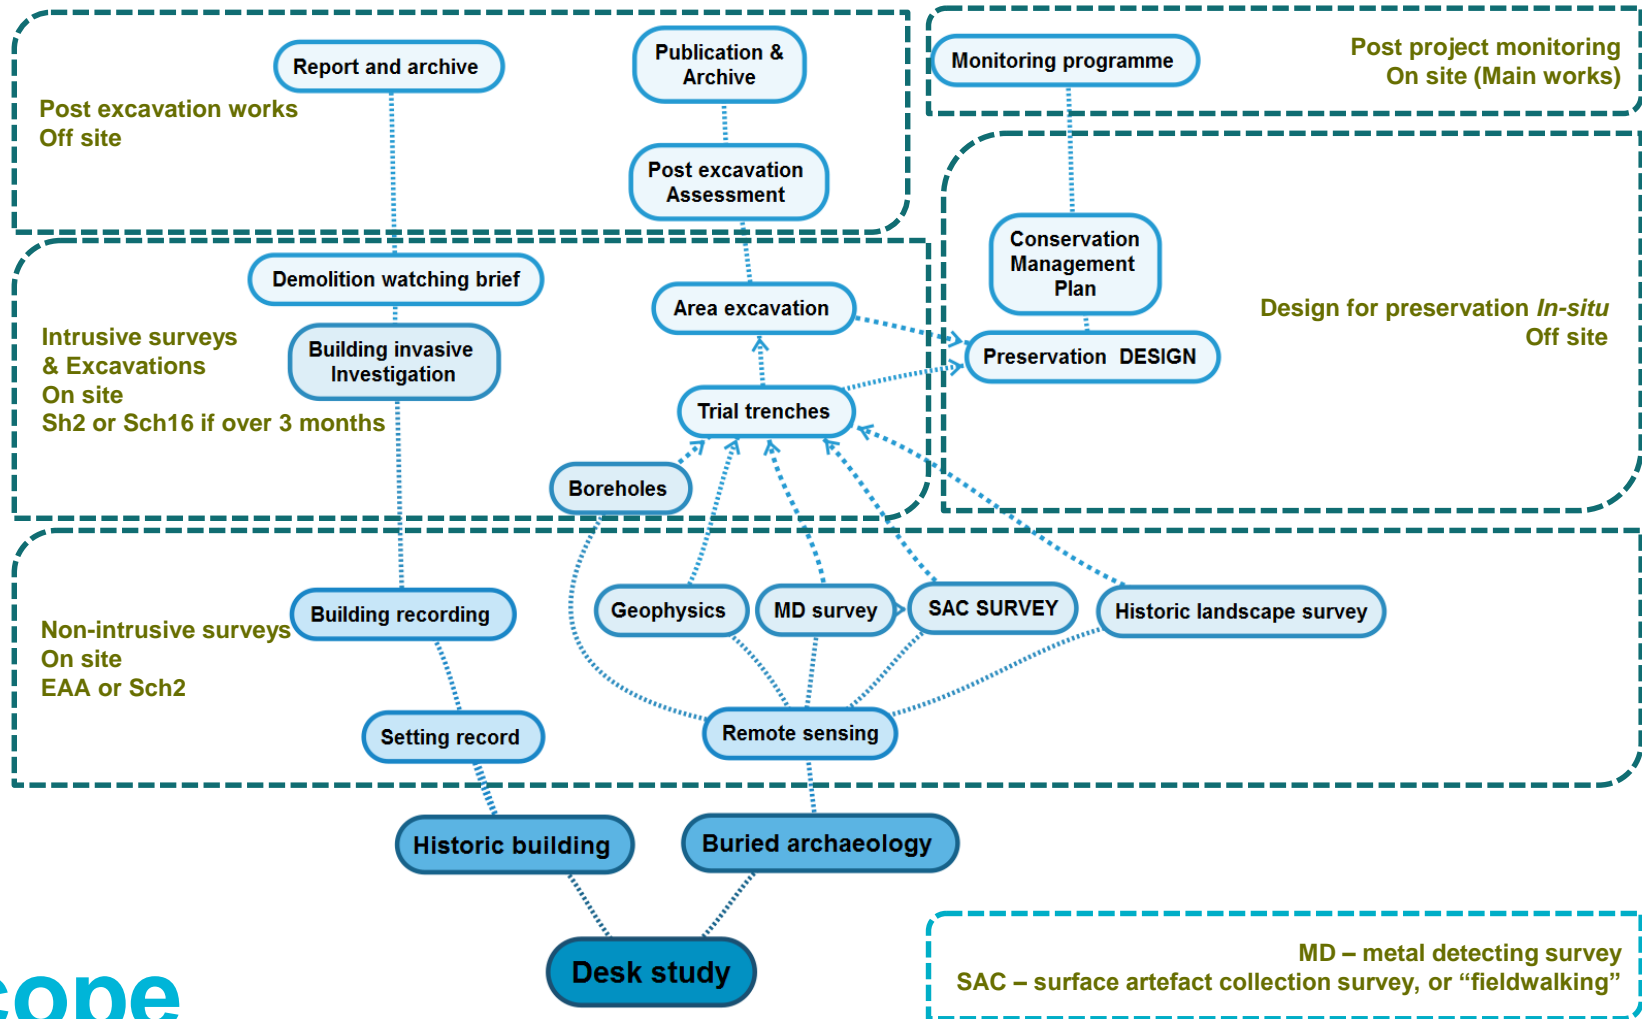 Post project monitoring
On site (Main works)
Report and archive
Publication &
Archive
Monitoring programme
Post excavation works
Off site
Post excavation
Assessment
Conservation
Management
Plan
Design for preservation In-situ
Off site
Demolition watching brief
Area excavation
Intrusive surveys
& Excavations
On site
Sh2 or Sch16 if over 3 months
Building invasive
Investigation
Preservation DESIGN
Trial trenches
Boreholes
Non-intrusive surveys
On site
EAA or Sch2
Building recording
Geophysics
MD survey
SAC SURVEY
Historic landscape survey
Setting record
Remote sensing
Historic building
Buried archaeology
Desk study
MD – metal detecting survey
SAC – surface artefact collection survey, or “fieldwalking”
cope